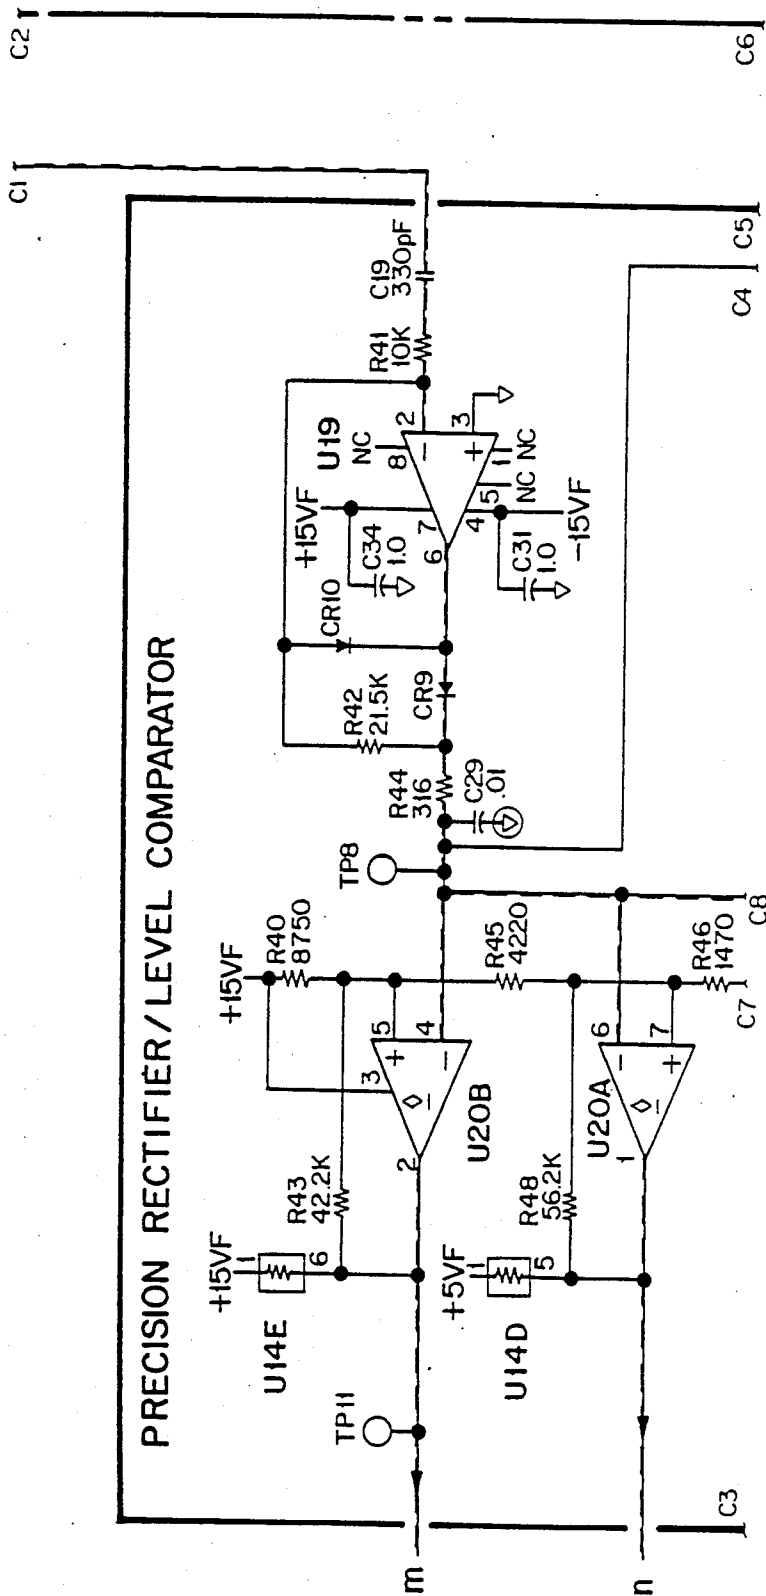 PRECISION RECTIFIER/LEVEL COMPARATOR
m
TP11
+15VF
1
U14E
6
R43
42.2K
+15VF
R40
8750
3
5
+
4
−
2
U20B
TP8
R44
316
C29
.01
R42
21.5K
CR9
CR10
+15VF
C34
1.0
7
6
NC
8
U19
2
−
3
+
1
NC
5
NC
4
-15VF
C31
1.0
R41
10K
C19
330pF
C1
C2
n
+5VF
1
U14D
5
R48
56.2K
R45
4220
6
−
7
+
1
U20A
R46
1470
C3
C7
C8
C4
C5
C6